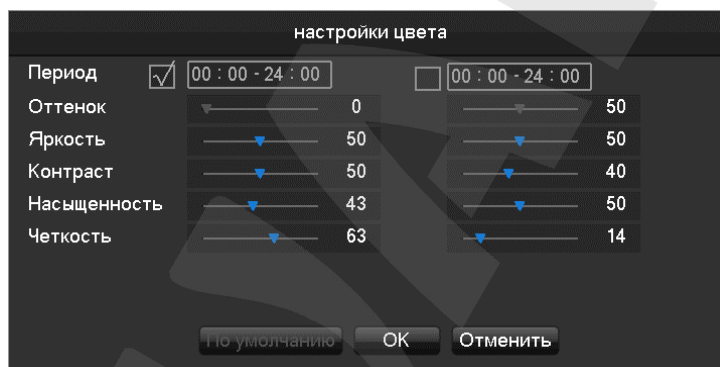 настройки цвета
Период 00 : 00 - 24 : 00 00 : 00 - 24 : 00
Оттенок 0 50
Яркость 50 50
Контраст 50 40
Насыщенность 43 50
Четкость 63 14
По умолчанию OK Отменить